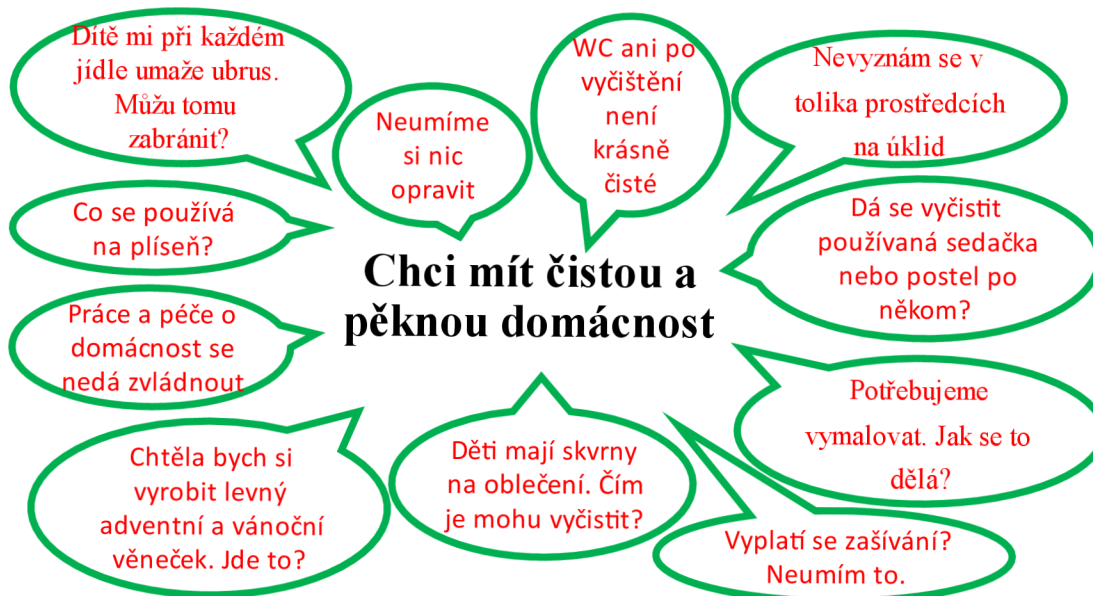 Dítě mi při každém
jídle umaže ubrus.
Můžu tomu
zabránit?
Neumíme
si nic
opravit
WC ani po
vyčištění
není
krásně
čisté
Nevyznám se v
tolika prostředcích
na úklid
Co se používá
na plíseň?
Dá se vyčistit
používaná sedačka
nebo postel po
někom?
Chci mít čistou a
pěknou domácnost
Práce a péče o
domácnost se
nedá zvládnout
Potřebujeme
vymalovat. Jak se to
dělá?
Chtěla bych si
vyrobit levný
adventní a vánoční
věneček. Jde to?
Děti mají skvrny
na oblečení. Čím
je mohu vyčistit?
Vyplatí se zašívání?
Neumím to.